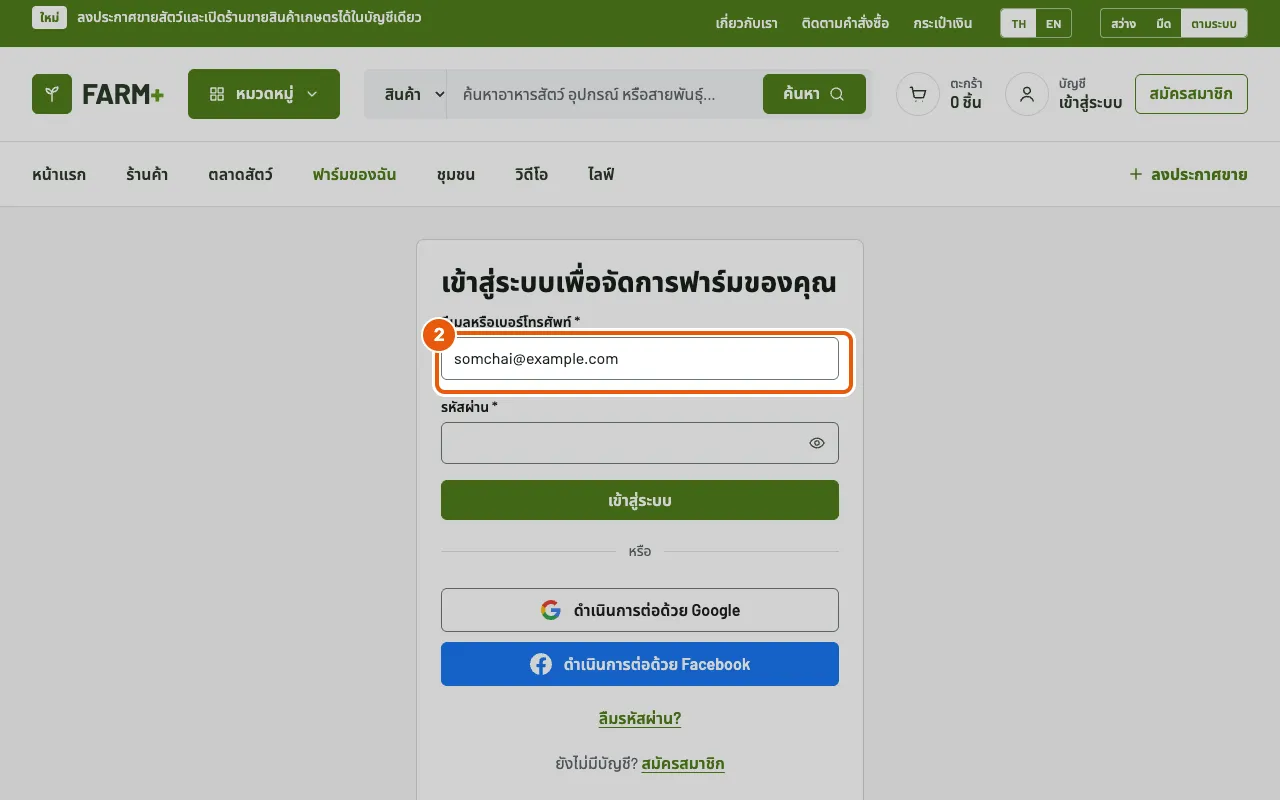 ใหม่ ลงประกาศขายสัตว์และเปิดร้านขายสินค้าเกษตรได้ในบัญชีเดียว เกี่ยวกับเรา ติดตามคำสั่งซื้อ กระเป๋าเงิน TH EN สว่าง มืด ตามระบบ
FARM+ หมวดหมู่ สินค้า ค้นหาอาหารสัตว์ อุปกรณ์ หรือสายพันธุ์... ค้นหา ตะกร้า 0 ชิ้น บัญชี เข้าสู่ระบบ สมัครสมาชิก
หน้าแรก ร้านค้า ตลาดสัตว์ ฟาร์มของฉัน ชุมชน วิดีโอ ไลฟ์ + ลงประกาศขาย
เข้าสู่ระบบเพื่อจัดการฟาร์มของคุณ
หรือเบอร์โทรศัพท์ *
2
somchai@example.com
รหัสผ่าน *
เข้าสู่ระบบ
หรือ
ดำเนินการต่อด้วย Google
ดำเนินการต่อด้วย Facebook
ลืมรหัสผ่าน?
ยังไม่มีบัญชี? สมัครสมาชิก